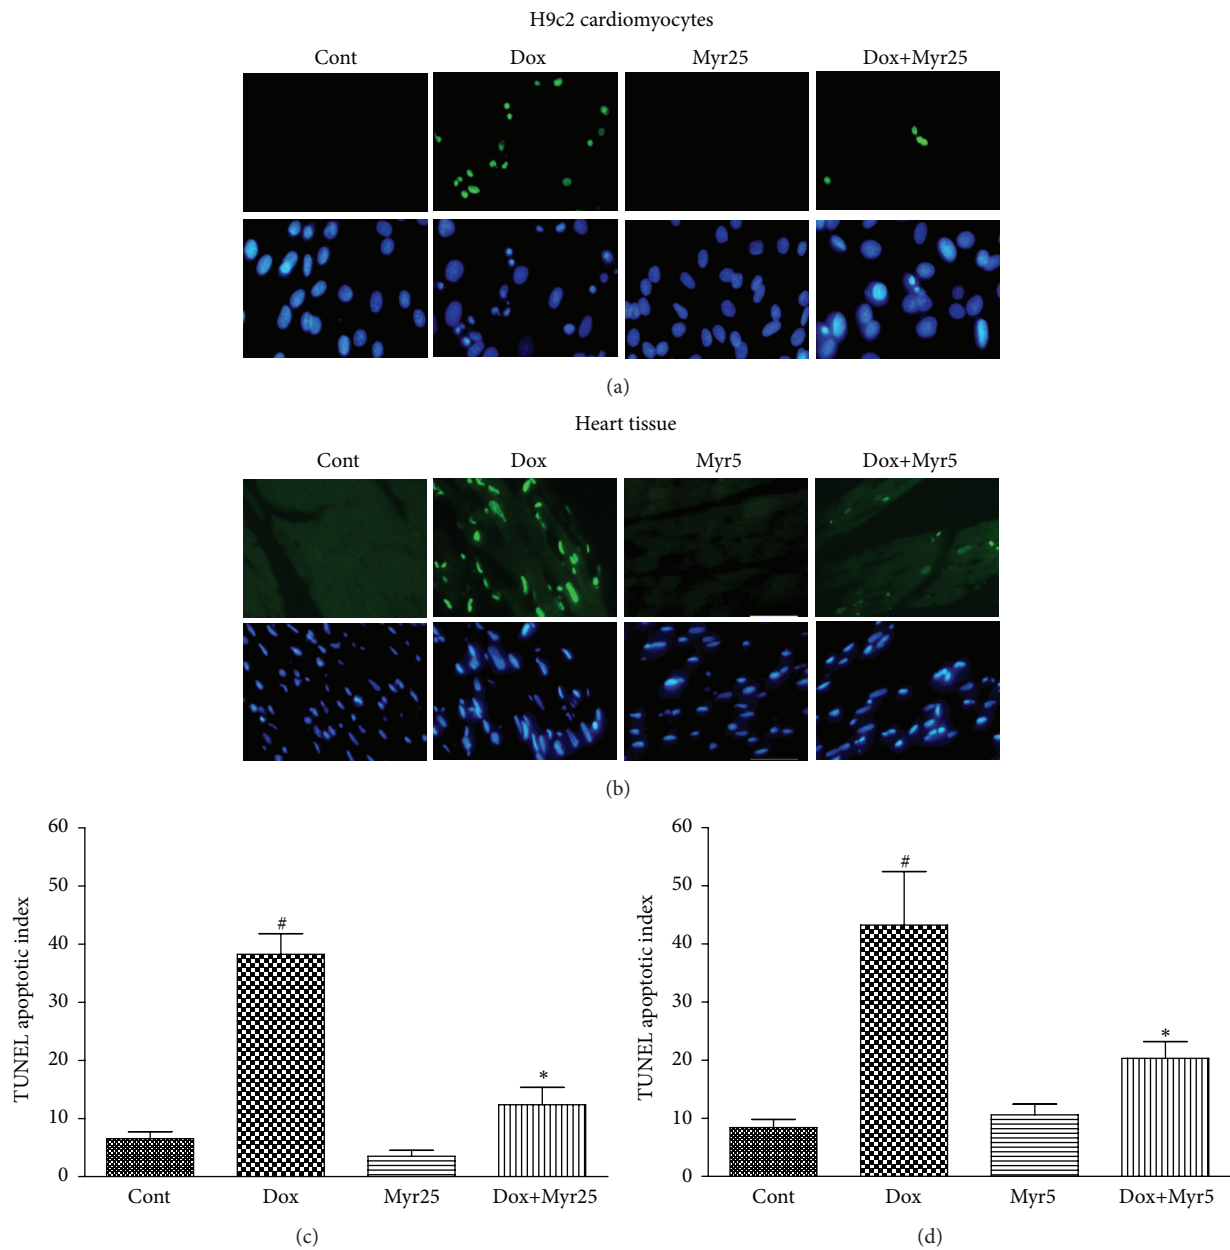 H9c2 cardiomyocytes
Cont Dox Myr25 Dox+Myr25
(a)
Heart tissue
Cont Dox Myr5 Dox+Myr5
(b)
TUNEL apoptotic index
60
50
40
30
20
10
0
#
*
Cont Dox Myr25 Dox+Myr25
(c)
TUNEL apoptotic index
60
50
40
30
20
10
0
#
*
Cont Dox Myr5 Dox+Myr5
(d)